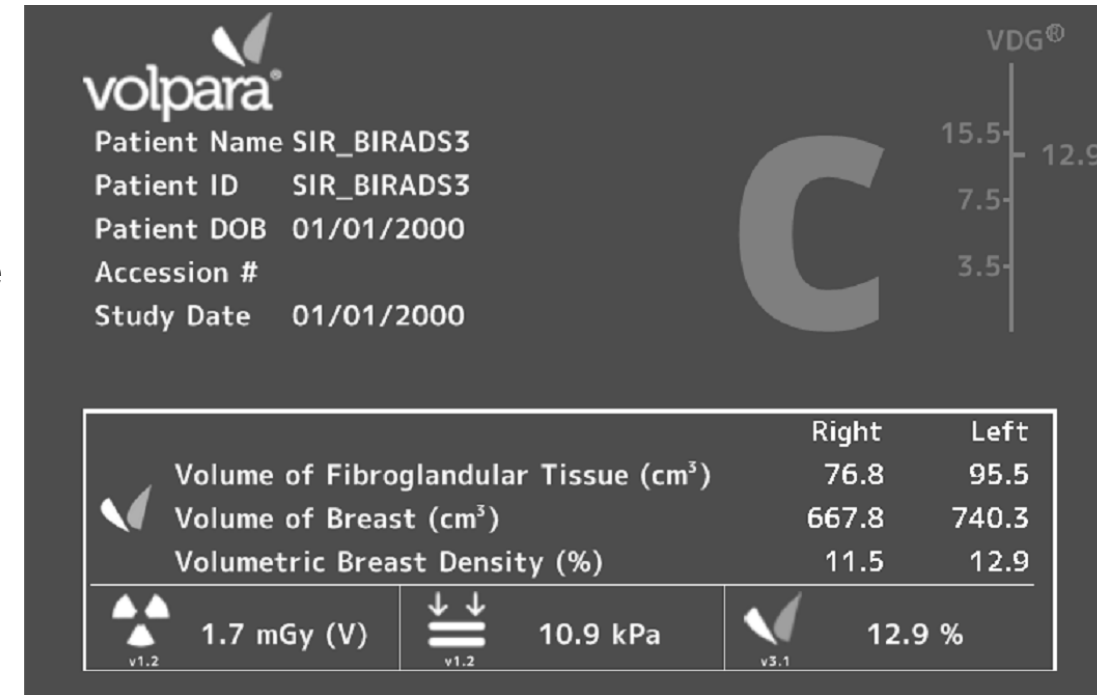 volpara®
Patient Name SIR_BIRADS3
Patient ID SIR_BIRADS3
Patient DOB 01/01/2000
Accession #
Study Date 01/01/2000
C
VDG®
15.5
12.9
7.5
3.5
Right Left
Volume of Fibroglandular Tissue (cm³) 76.8 95.5
Volume of Breast (cm³) 667.8 740.3
Volumetric Breast Density (%) 11.5 12.9
1.7 mGy (V) 10.9 kPa 12.9 %
v1.2 v1.2 v3.1